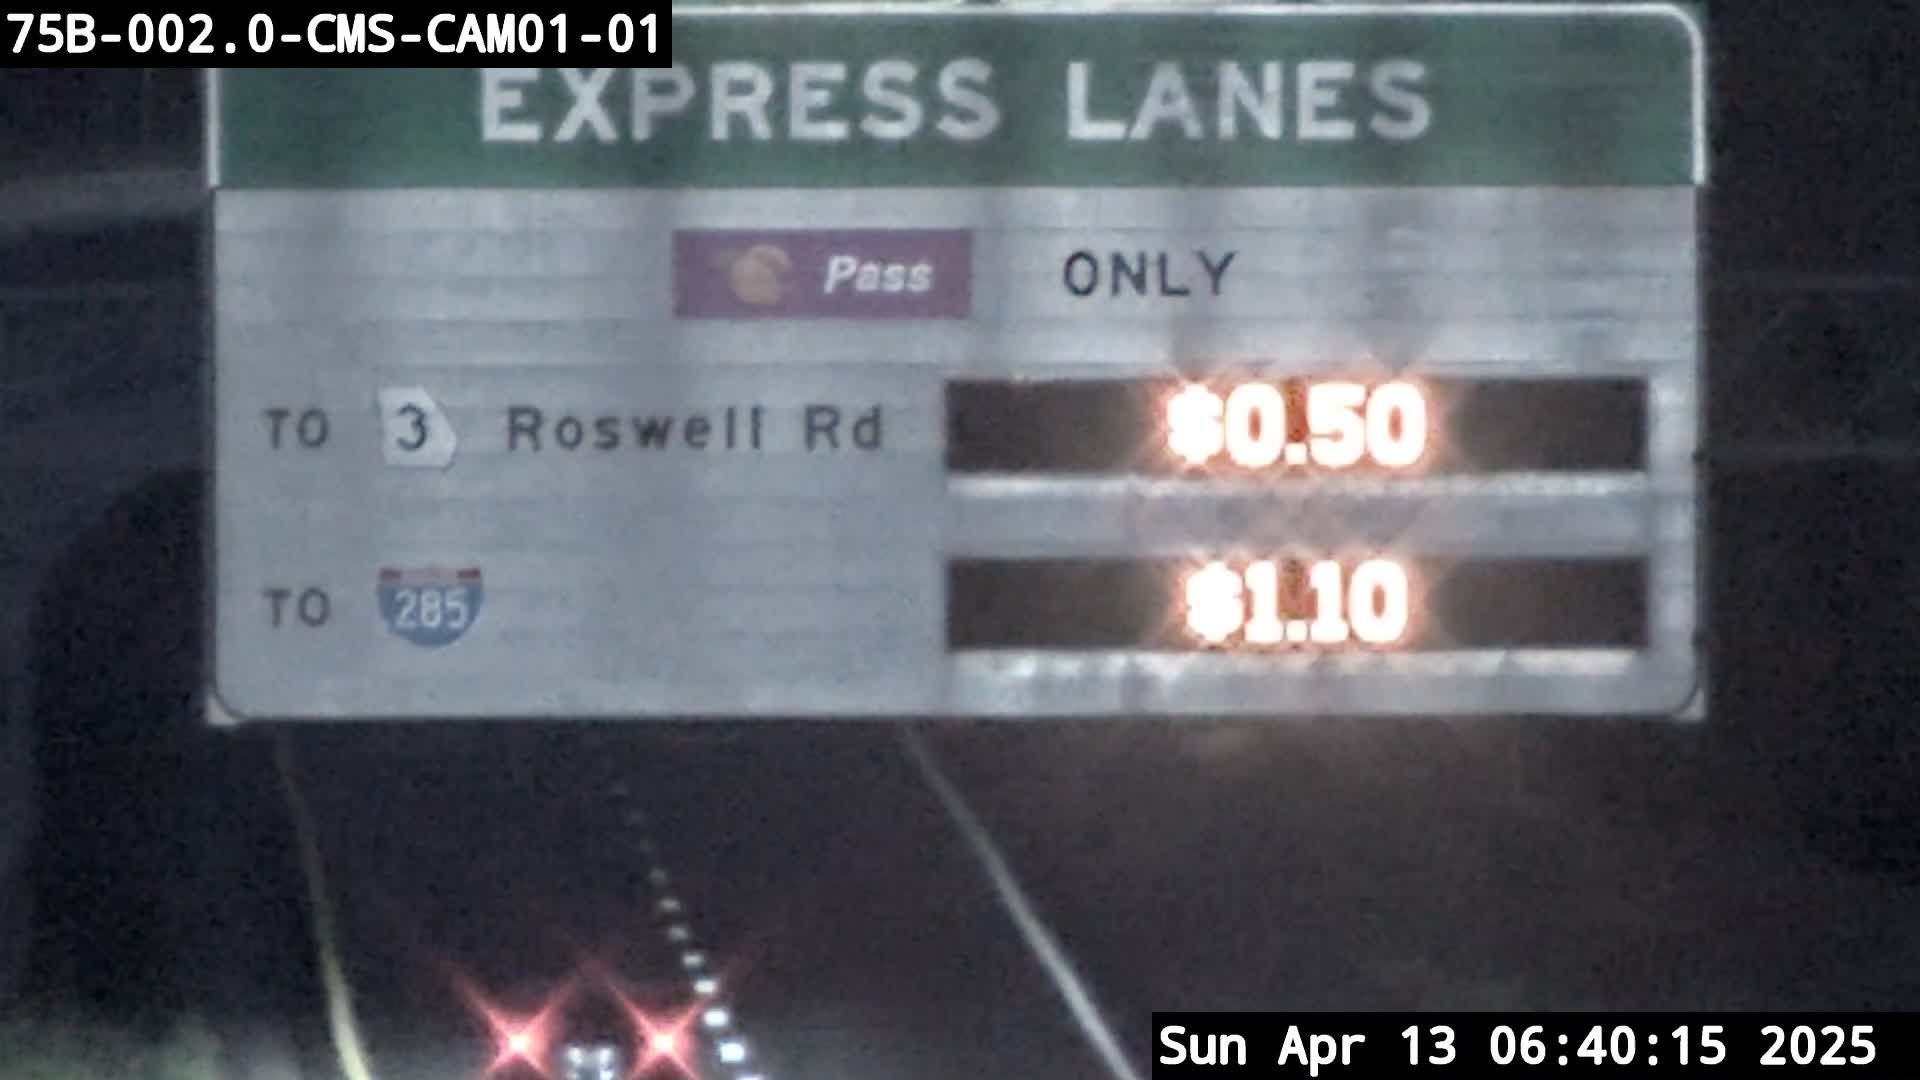 75B-002.0-CMS-CAM01-01
EXPRESS LANES
Pass ONLY
TO 3 Roswell Rd $0.50
TO 285 $1.10
Sun Apr 13 06:40:15 2025